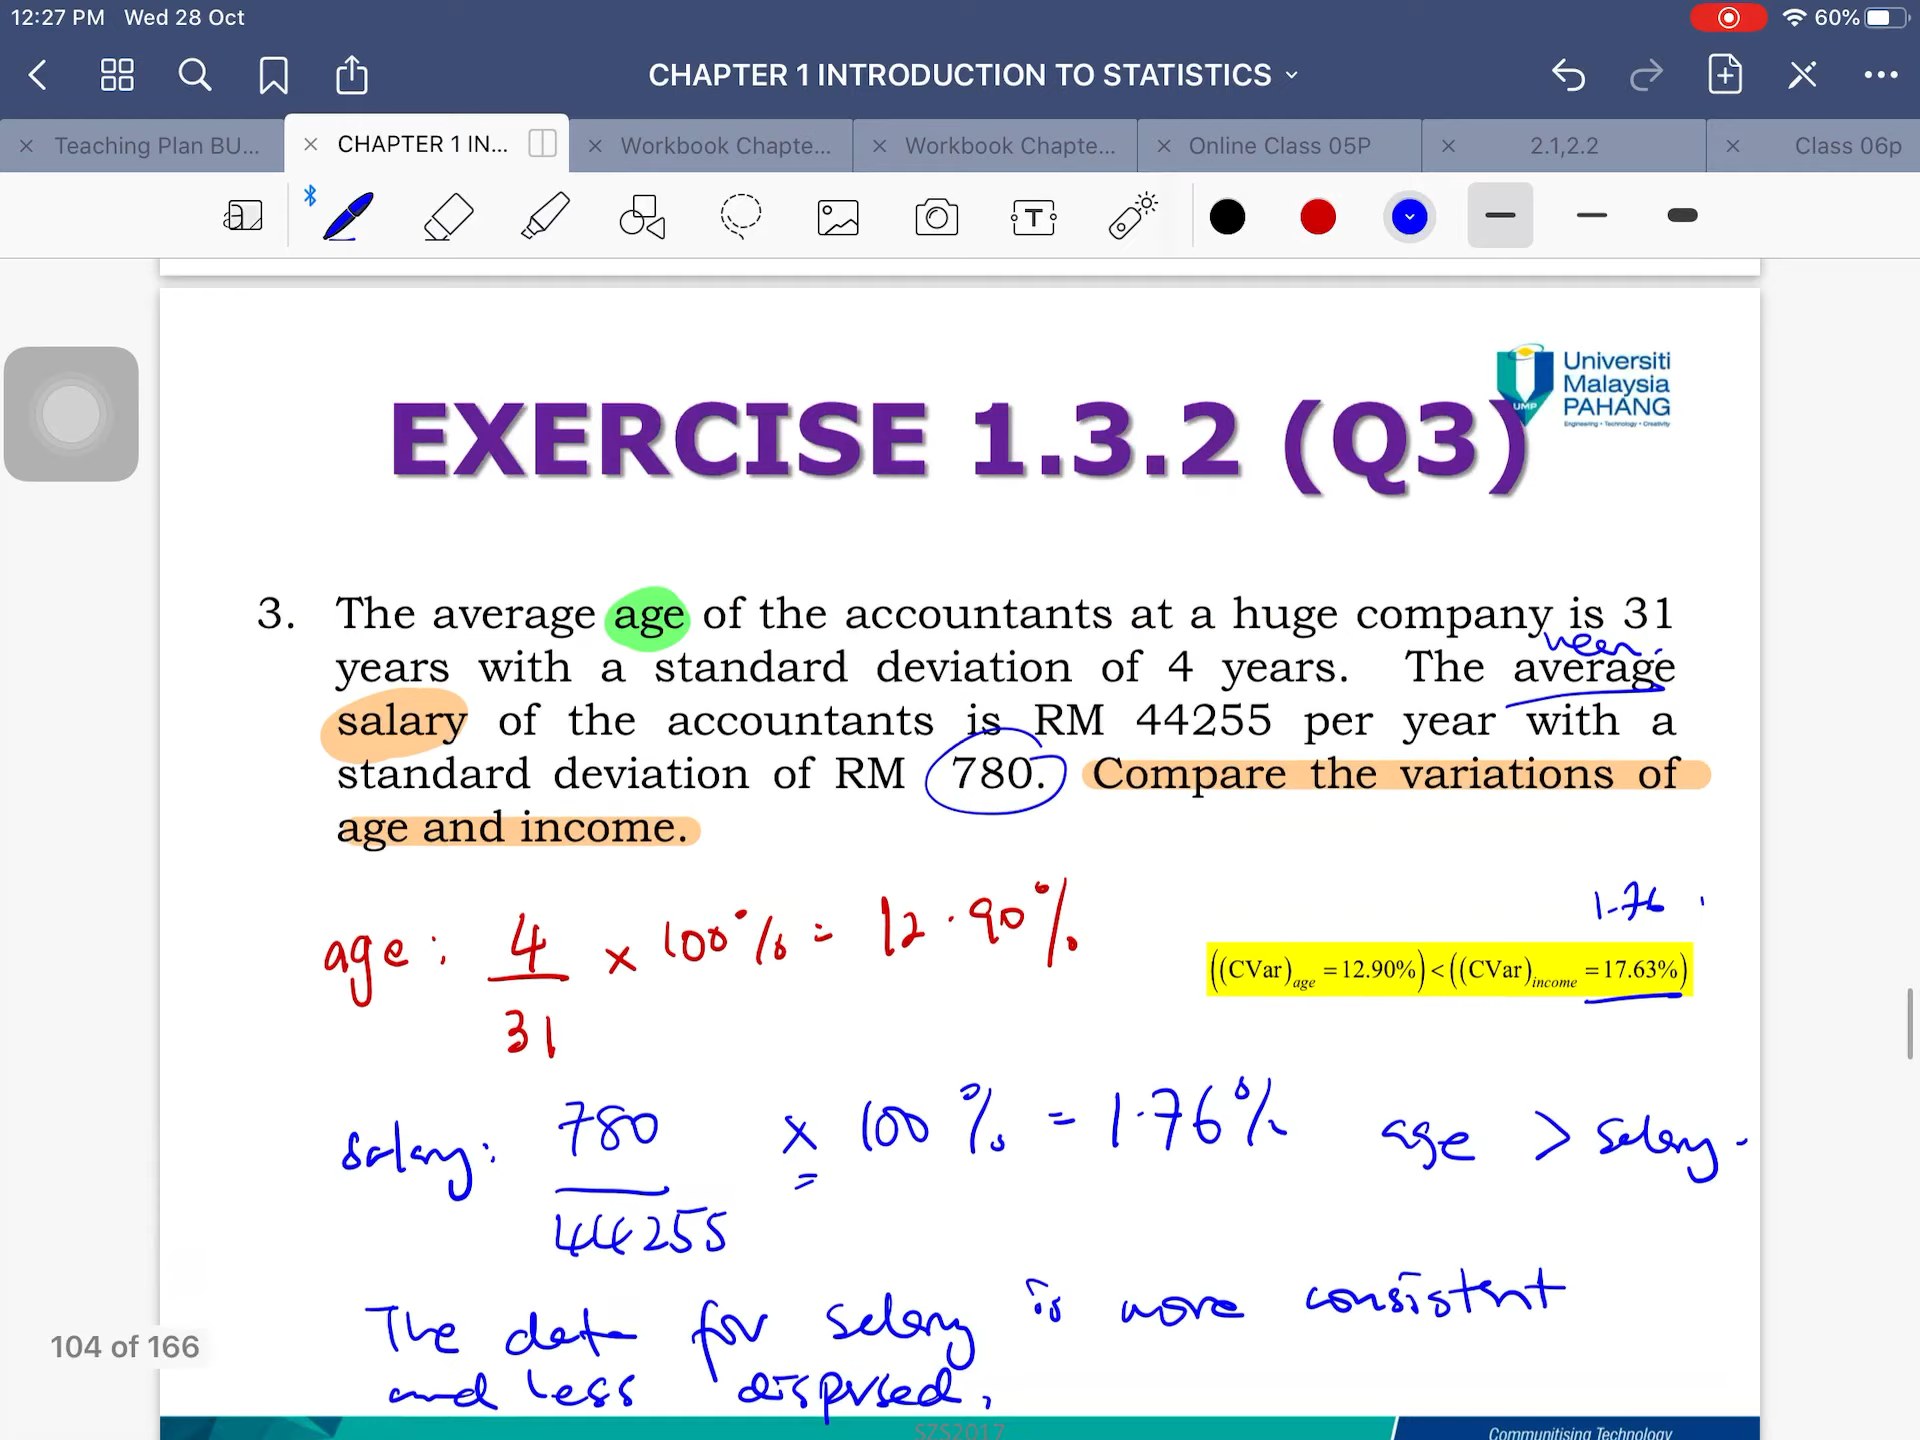 12:27 PM Wed 28 Oct
60%
CHAPTER 1 INTRODUCTION TO STATISTICS
Teaching Plan BU...
CHAPTER 1 IN...
Workbook Chapte...
Workbook Chapte...
Online Class 05P
2.1,2.2
Class 06p
Universiti
Malaysia
PAHANG
UMP
Engineering • Technology • Creativity
EXERCISE 1.3.2 (Q3)
3. The average age of the accountants at a huge company is 31
mean
years with a standard deviation of 4 years. The average
salary of the accountants is RM 44255 per year with a
standard deviation of RM 780. Compare the variations of
age and income.
age : 4/31 x 100% = 12.90%
1.76
((CVar)age = 12.90%) < ((CVar)income = 17.63%)
salary : 780/44255 x 100% = 1.76% age > salary.
The data for salary is more consistent
and less dispersed.
104 of 166
SZS2017
Communitising Technology